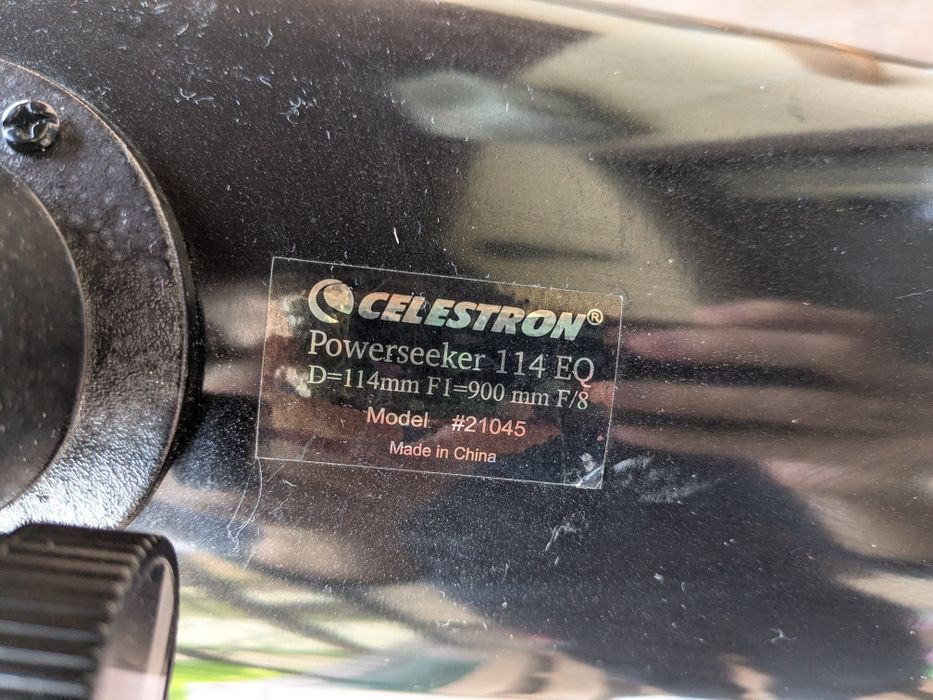 CELESTRON®
Powerseeker 114 EQ
D=114mm F1=900 mm F/8
Model #21045
Made in China